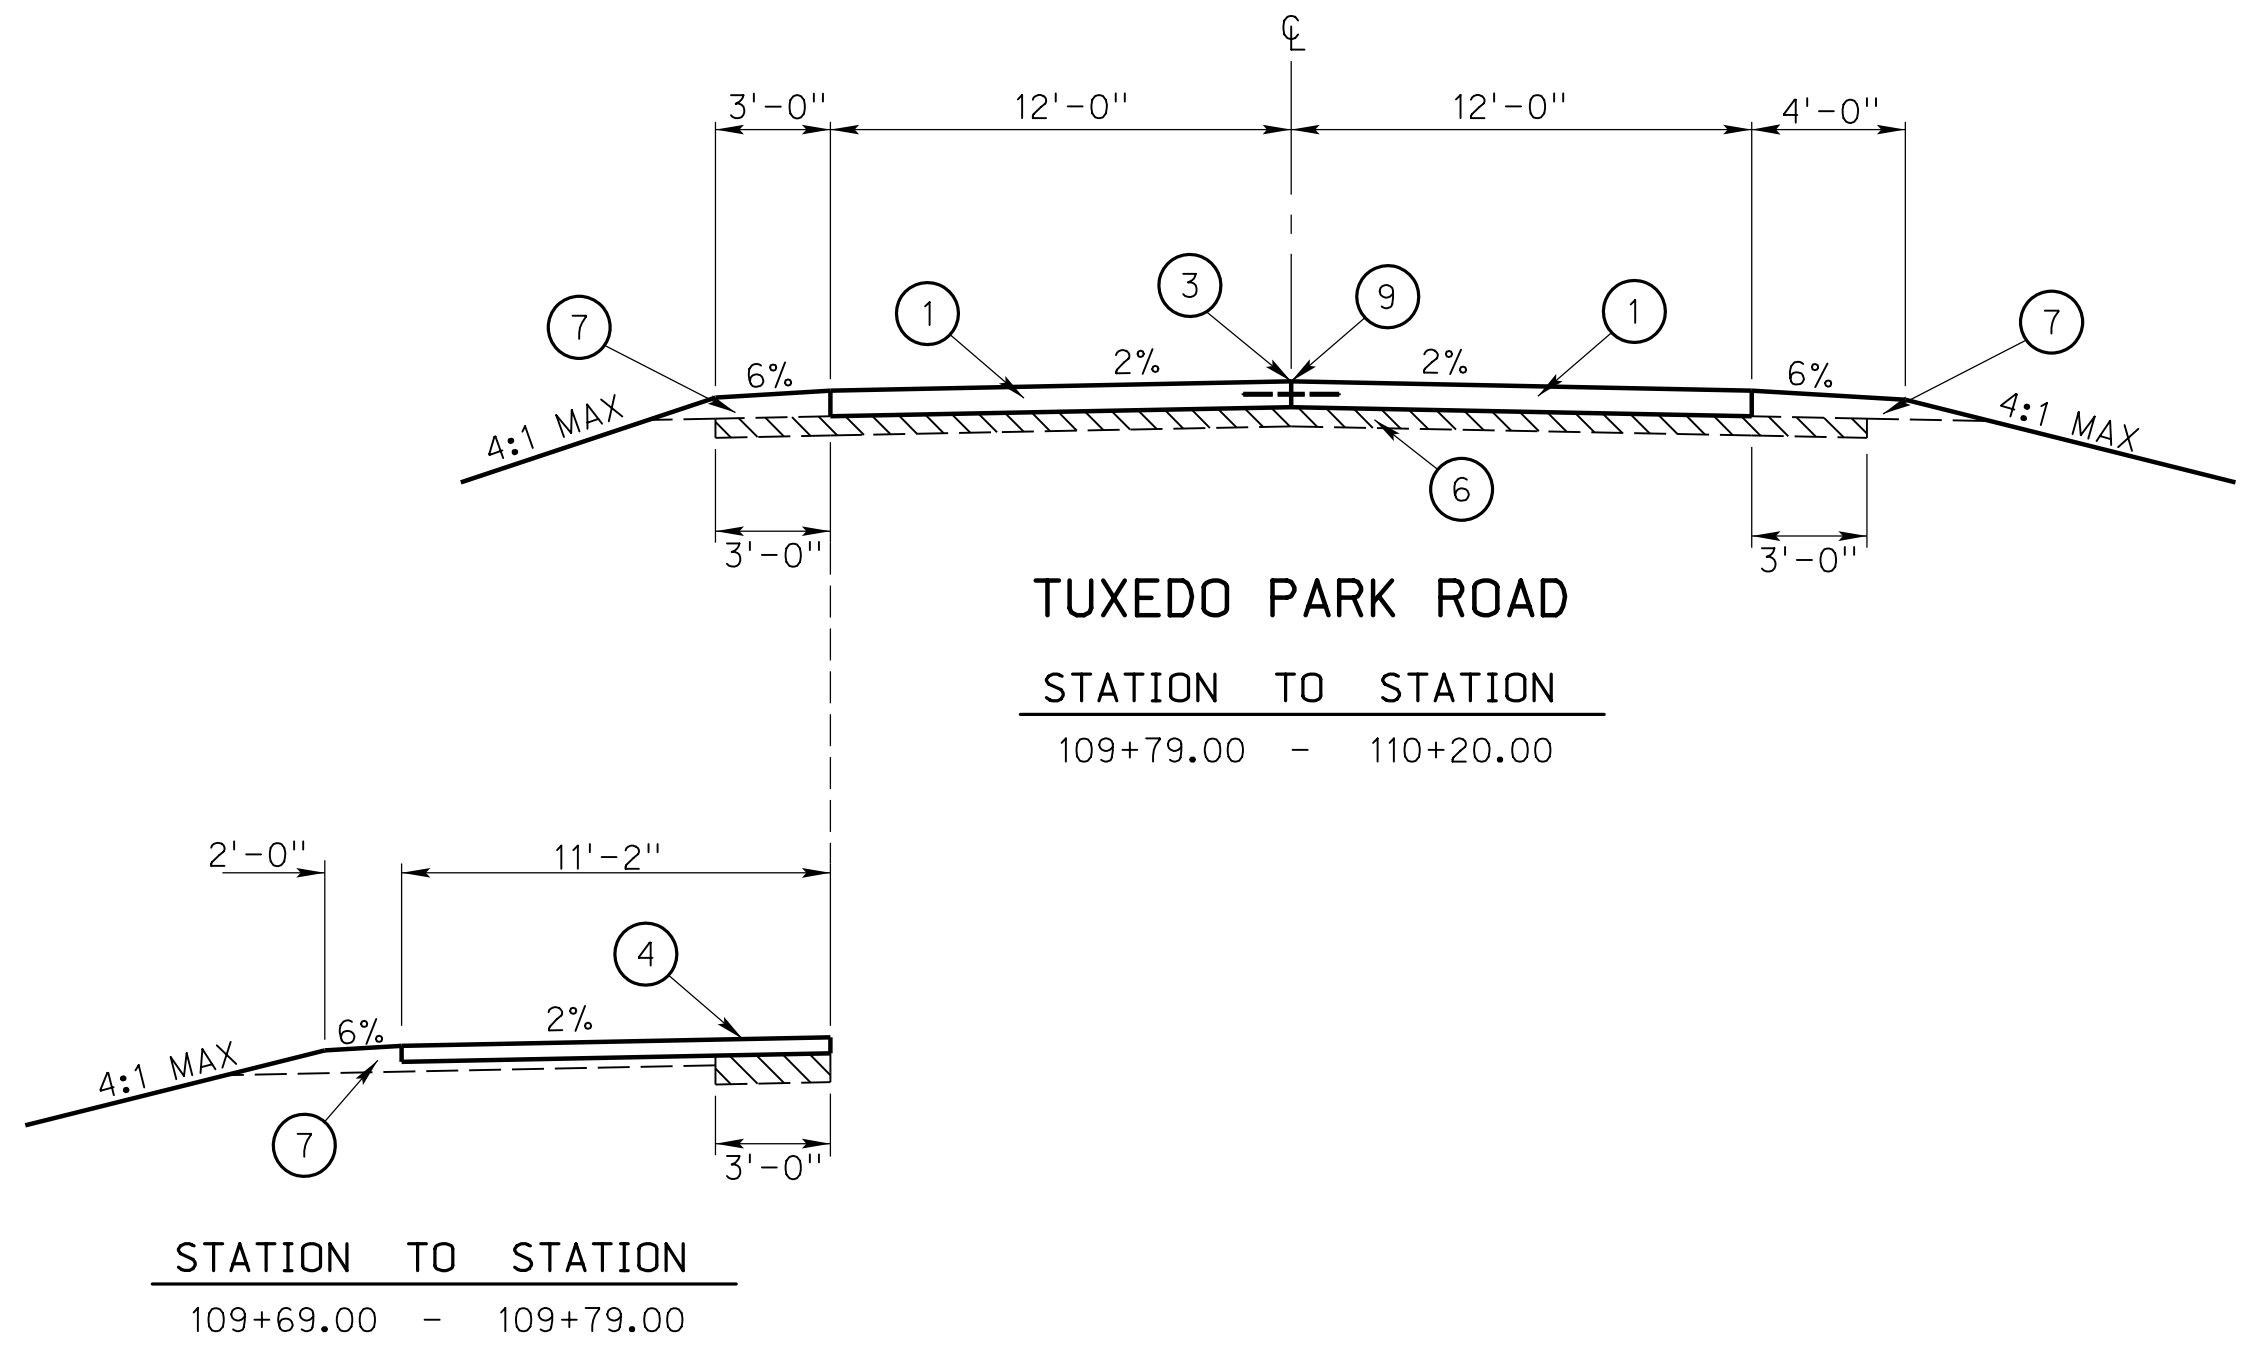 ℄
3'-0" 12'-0" 12'-0" 4'-0"
3 9
7 1 1 7
6% 2% 2% 6%
4:1 MAX 4:1 MAX
6
3'-0" 3'-0"
TUXEDO PARK ROAD
STATION TO STATION
109+79.00 - 110+20.00
2'-0" 11'-2"
4
6% 2%
4:1 MAX
7
3'-0"
STATION TO STATION
109+69.00 - 109+79.00